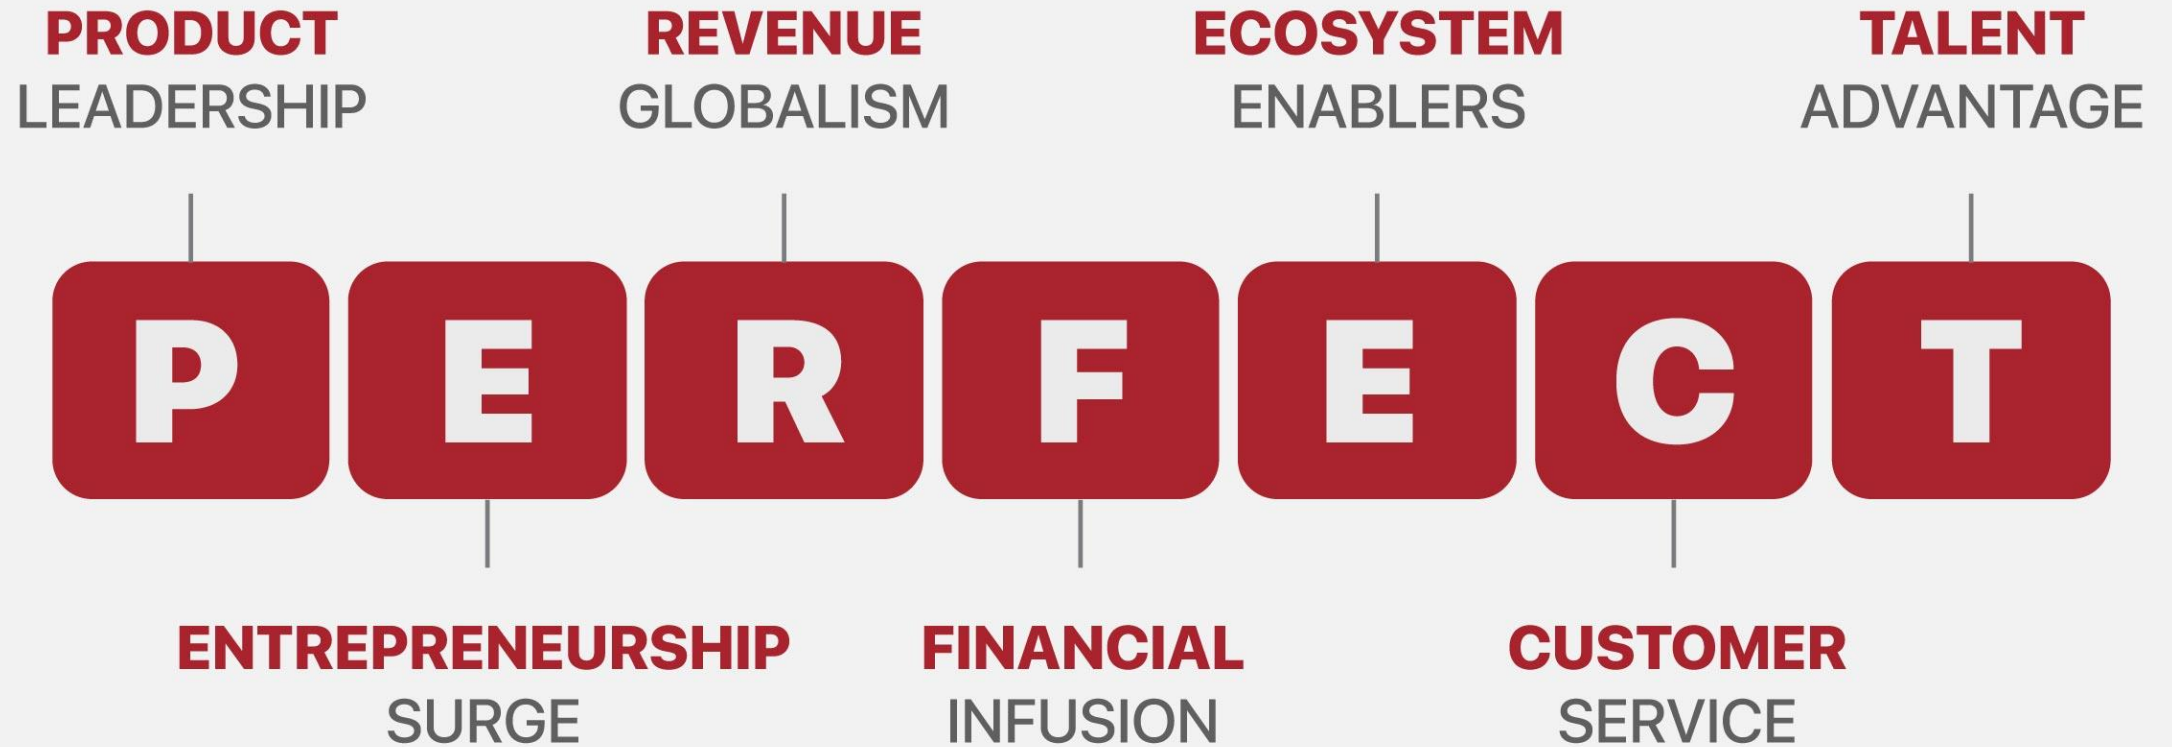 PRODUCT
LEADERSHIP
REVENUE
GLOBALISM
ECOSYSTEM
ENABLERS
TALENT
ADVANTAGE
P E R F E C T
ENTREPRENEURSHIP
SURGE
FINANCIAL
INFUSION
CUSTOMER
SERVICE